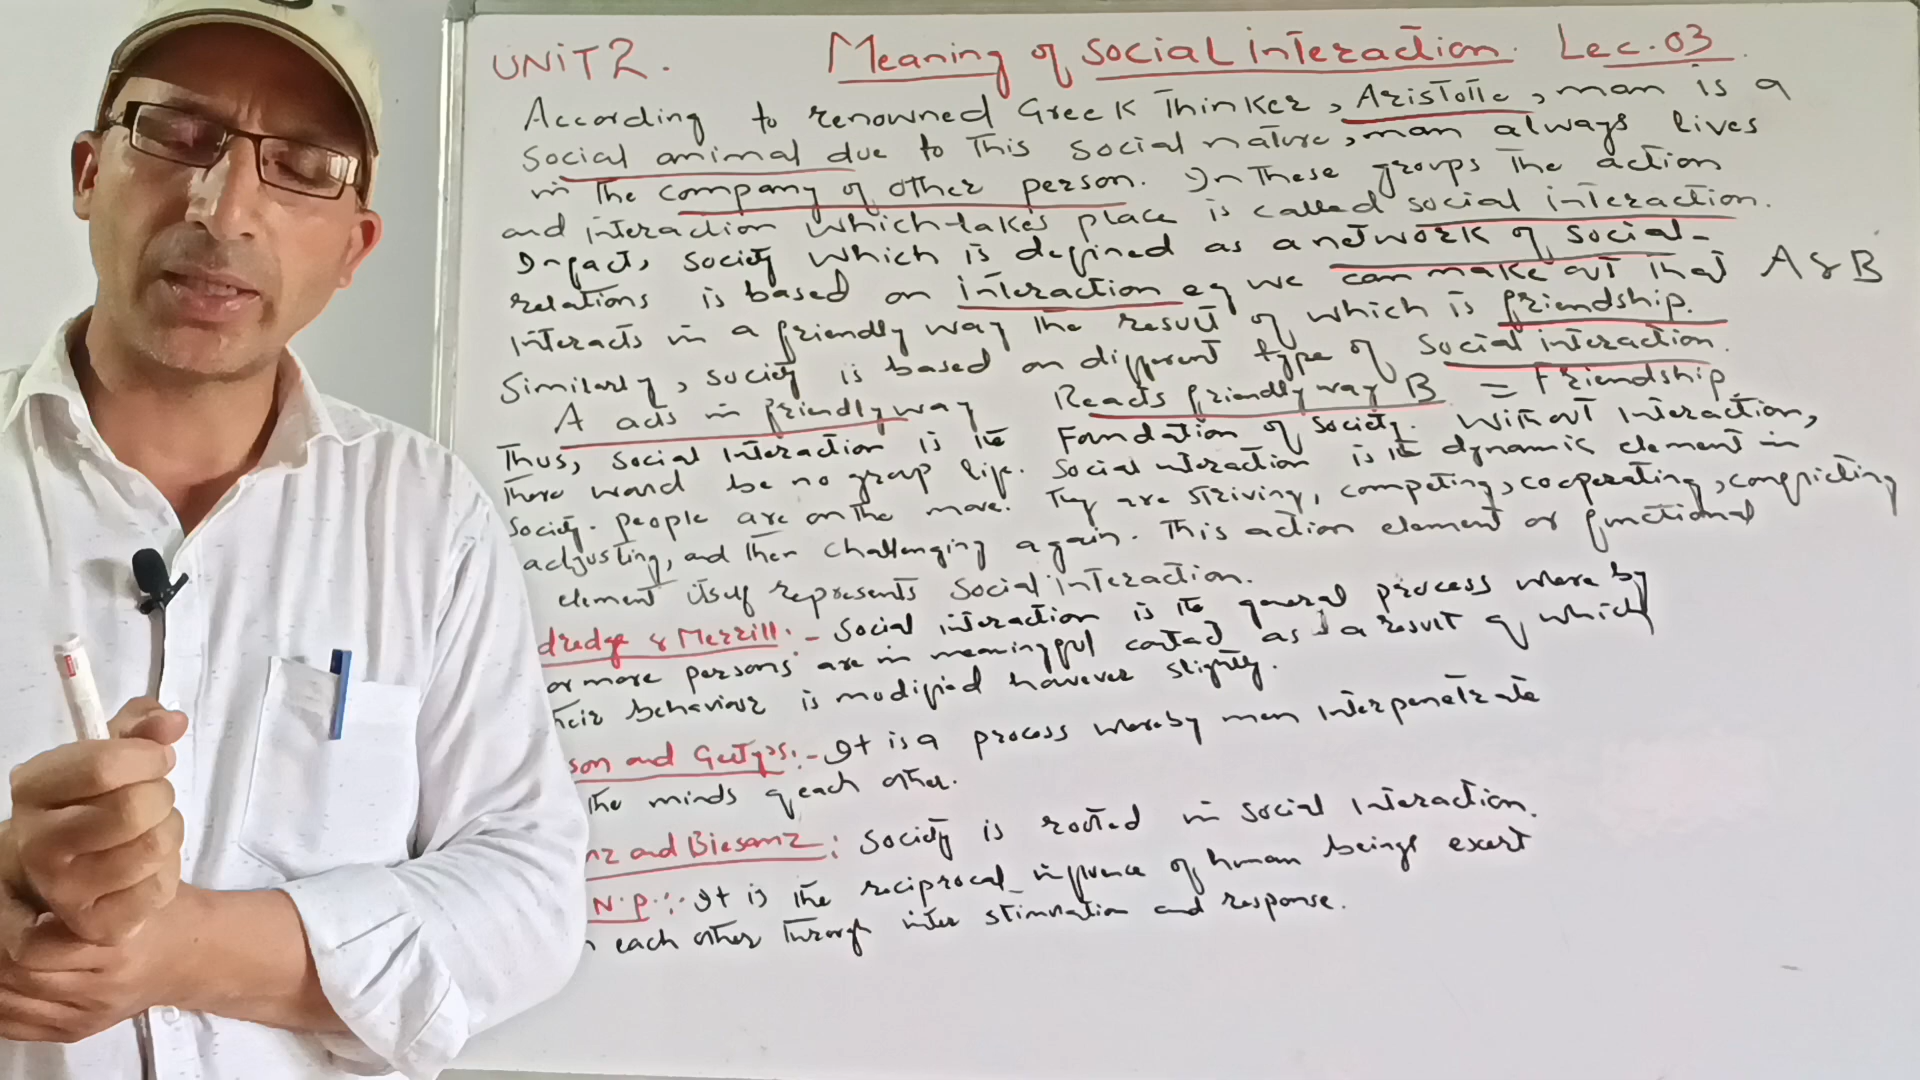 UNIT 2. Meaning of Social interaction. Lec. 03
According to renowned Greek Thinker, Aristotle, man is a
social animal due to This social nature, man always lives
in The company of other person. In These groups The action
and interaction which takes place is called social interaction.
In fact, society which is defined as a network of social-
relations is based on interaction eg we can make out that A & B
interacts in a friendly way The result of which is friendship.
Similarly, society is based on different type of social interaction.
A acts in friendly way Reacts friendly way B = Friendship
Thus, social interaction is the Foundation of society. Without interaction,
There would be no group life. Social interaction is the dynamic element in
society. people are on the move. They are striving, competing, cooperating, conflicting
adjusting, and then challenging again. This action element or functional
element itself represents social interaction.
dredge & Merrill:- Social interaction is the general process whereby
or more persons are in meaningful contact as a result of which
their behaviour is modified however slightly.
son and Gettys:- It is a process whereby men interpenetrate
the minds of each other.
nz and Biesanz: Society is rooted in social interaction.
N.P.:- It is the reciprocal influence of human beings exert
each other through inter stimulation and response.